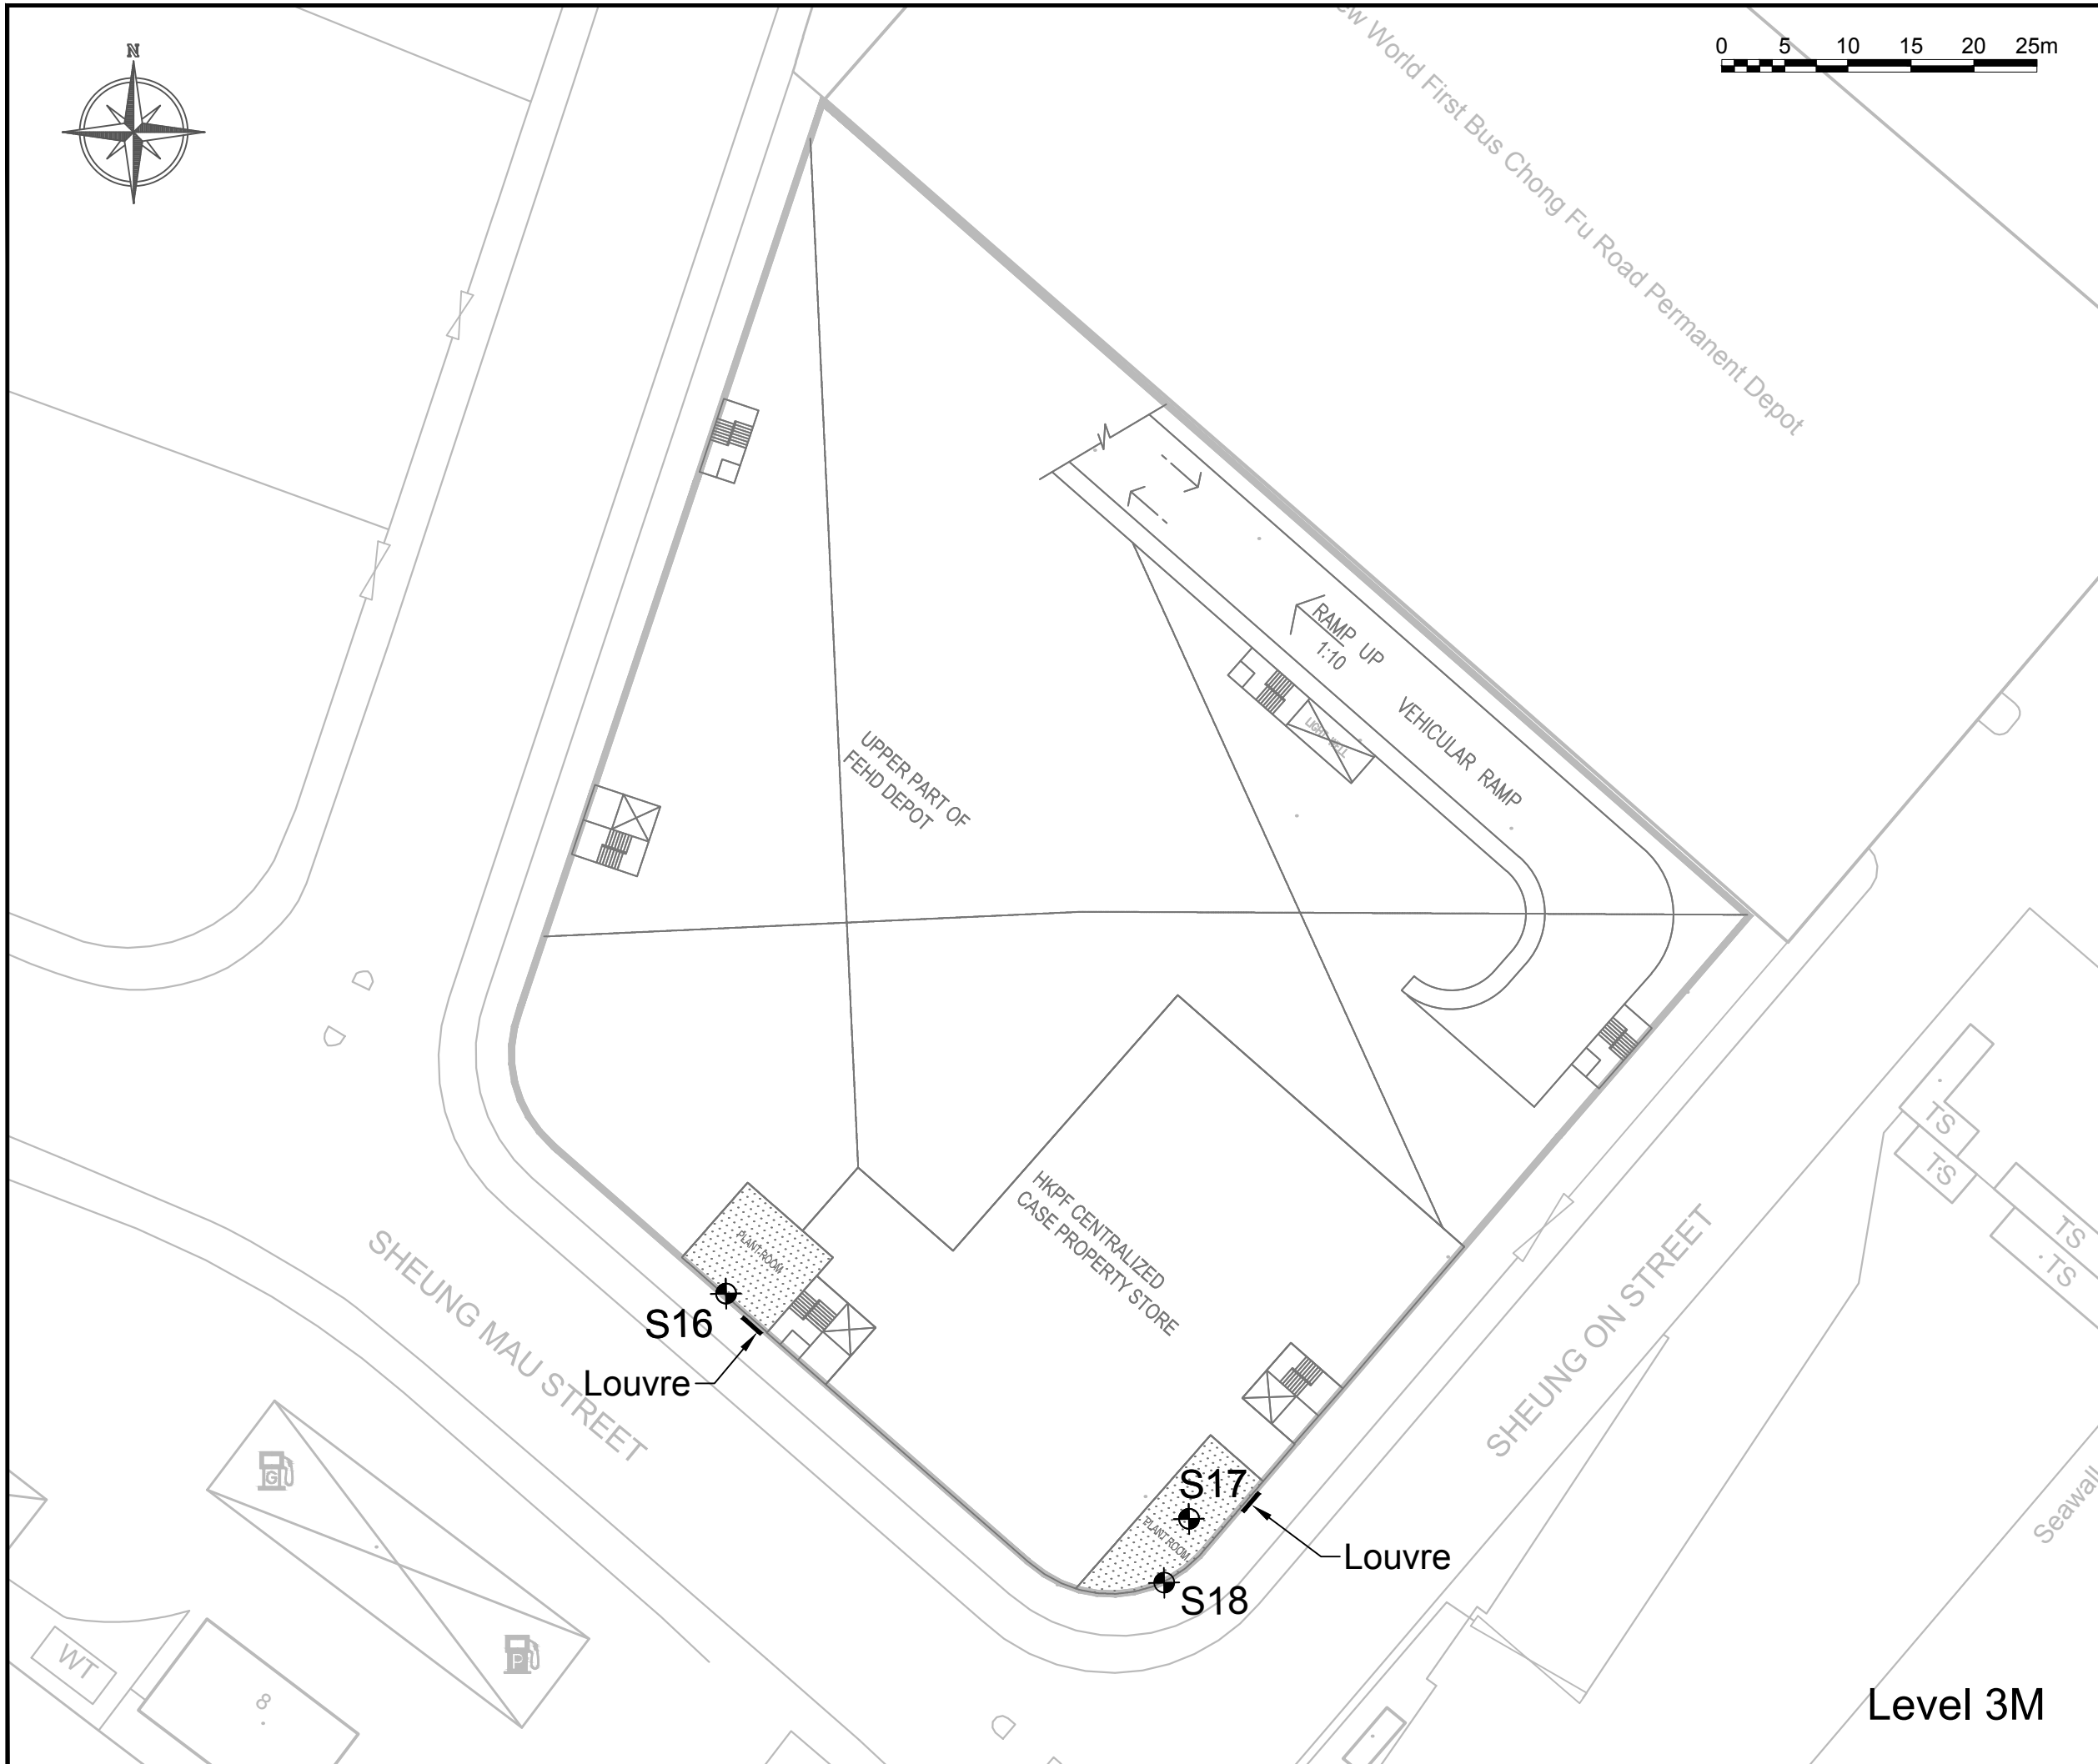 N
0 5 10 15 20 25m
ew World First Bus Chong Fu Road Permanent Depot
RAMP UP
1:10
VEHICULAR RAMP
UPPER PART OF
FEHD DEPOT
HKPF CENTRALIZED
CASE PROPERTY STORE
PLANT ROOM
S16
Louvre
SHEUNG MAU STREET
SHEUNG ON STREET
TS
TS
TS
TS
S17
PLANT ROOM
Louvre
S18
Seawall
G
P
WT
8
Level 3M